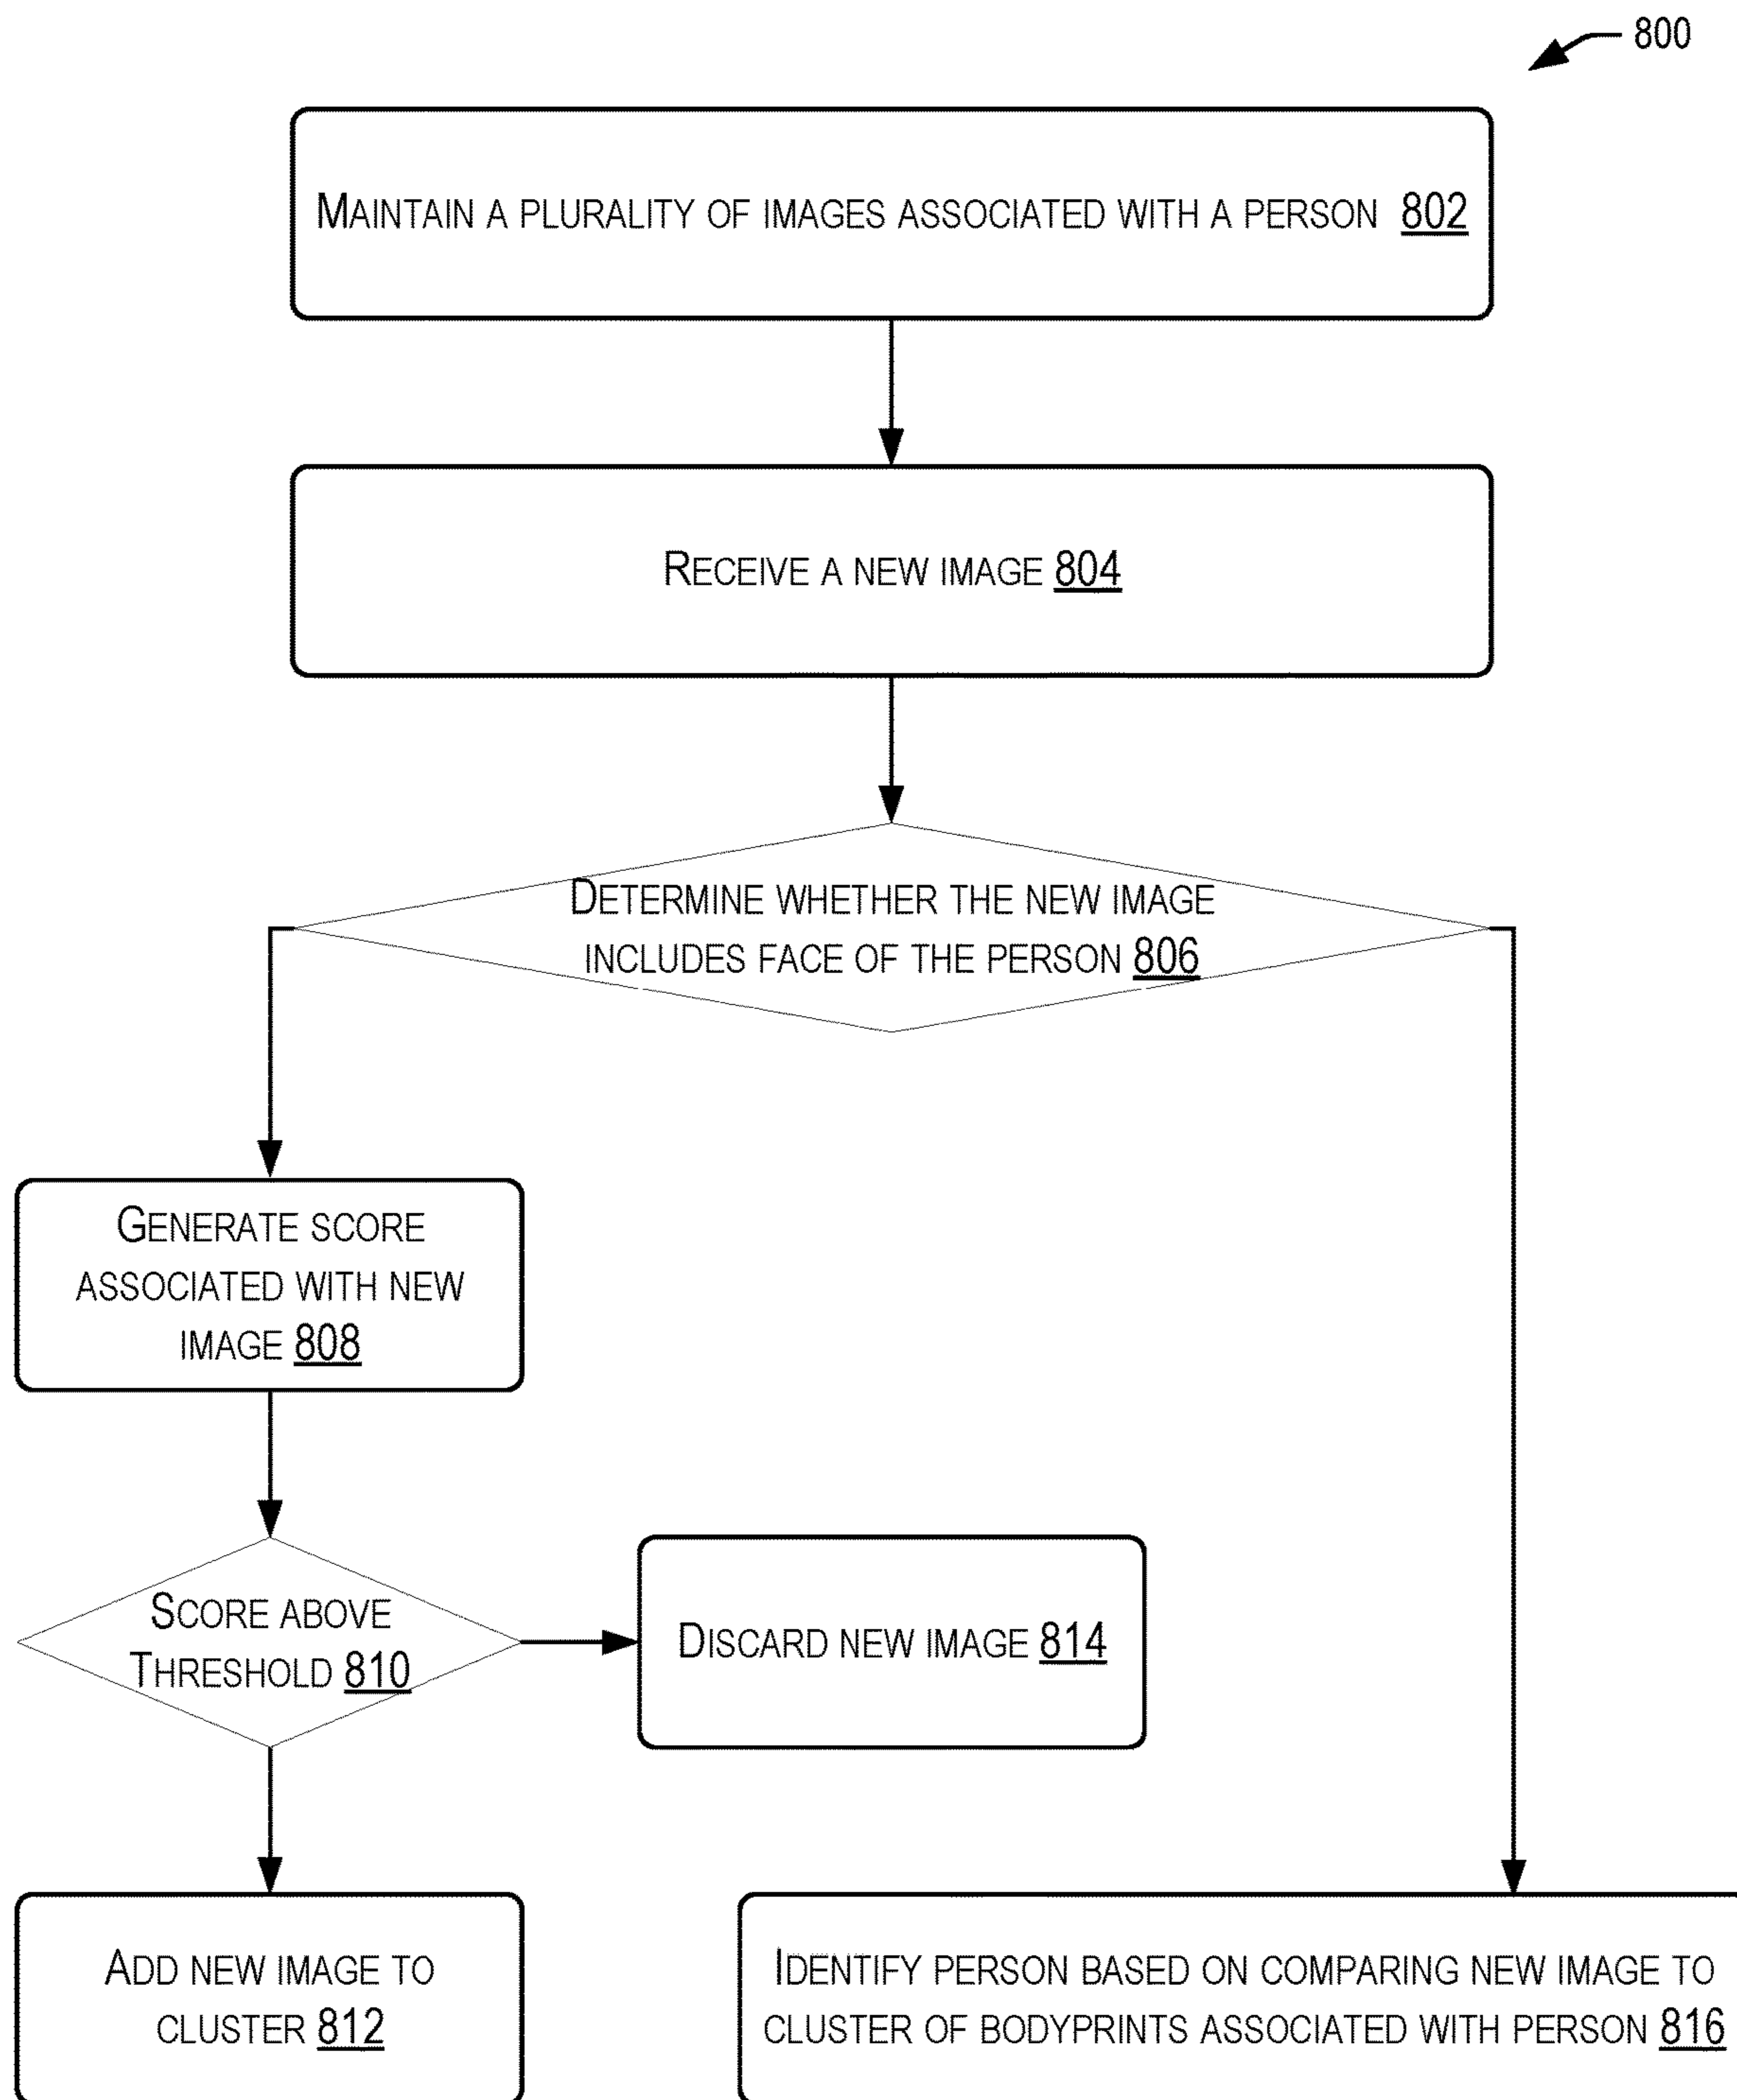 800
MAINTAIN A PLURALITY OF IMAGES ASSOCIATED WITH A PERSON 802
RECEIVE A NEW IMAGE 804
DETERMINE WHETHER THE NEW IMAGE
INCLUDES FACE OF THE PERSON 806
GENERATE SCORE
ASSOCIATED WITH NEW
IMAGE 808
SCORE ABOVE
THRESHOLD 810
DISCARD NEW IMAGE 814
ADD NEW IMAGE TO
CLUSTER 812
IDENTIFY PERSON BASED ON COMPARING NEW IMAGE TO
CLUSTER OF BODYPRINTS ASSOCIATED WITH PERSON 816